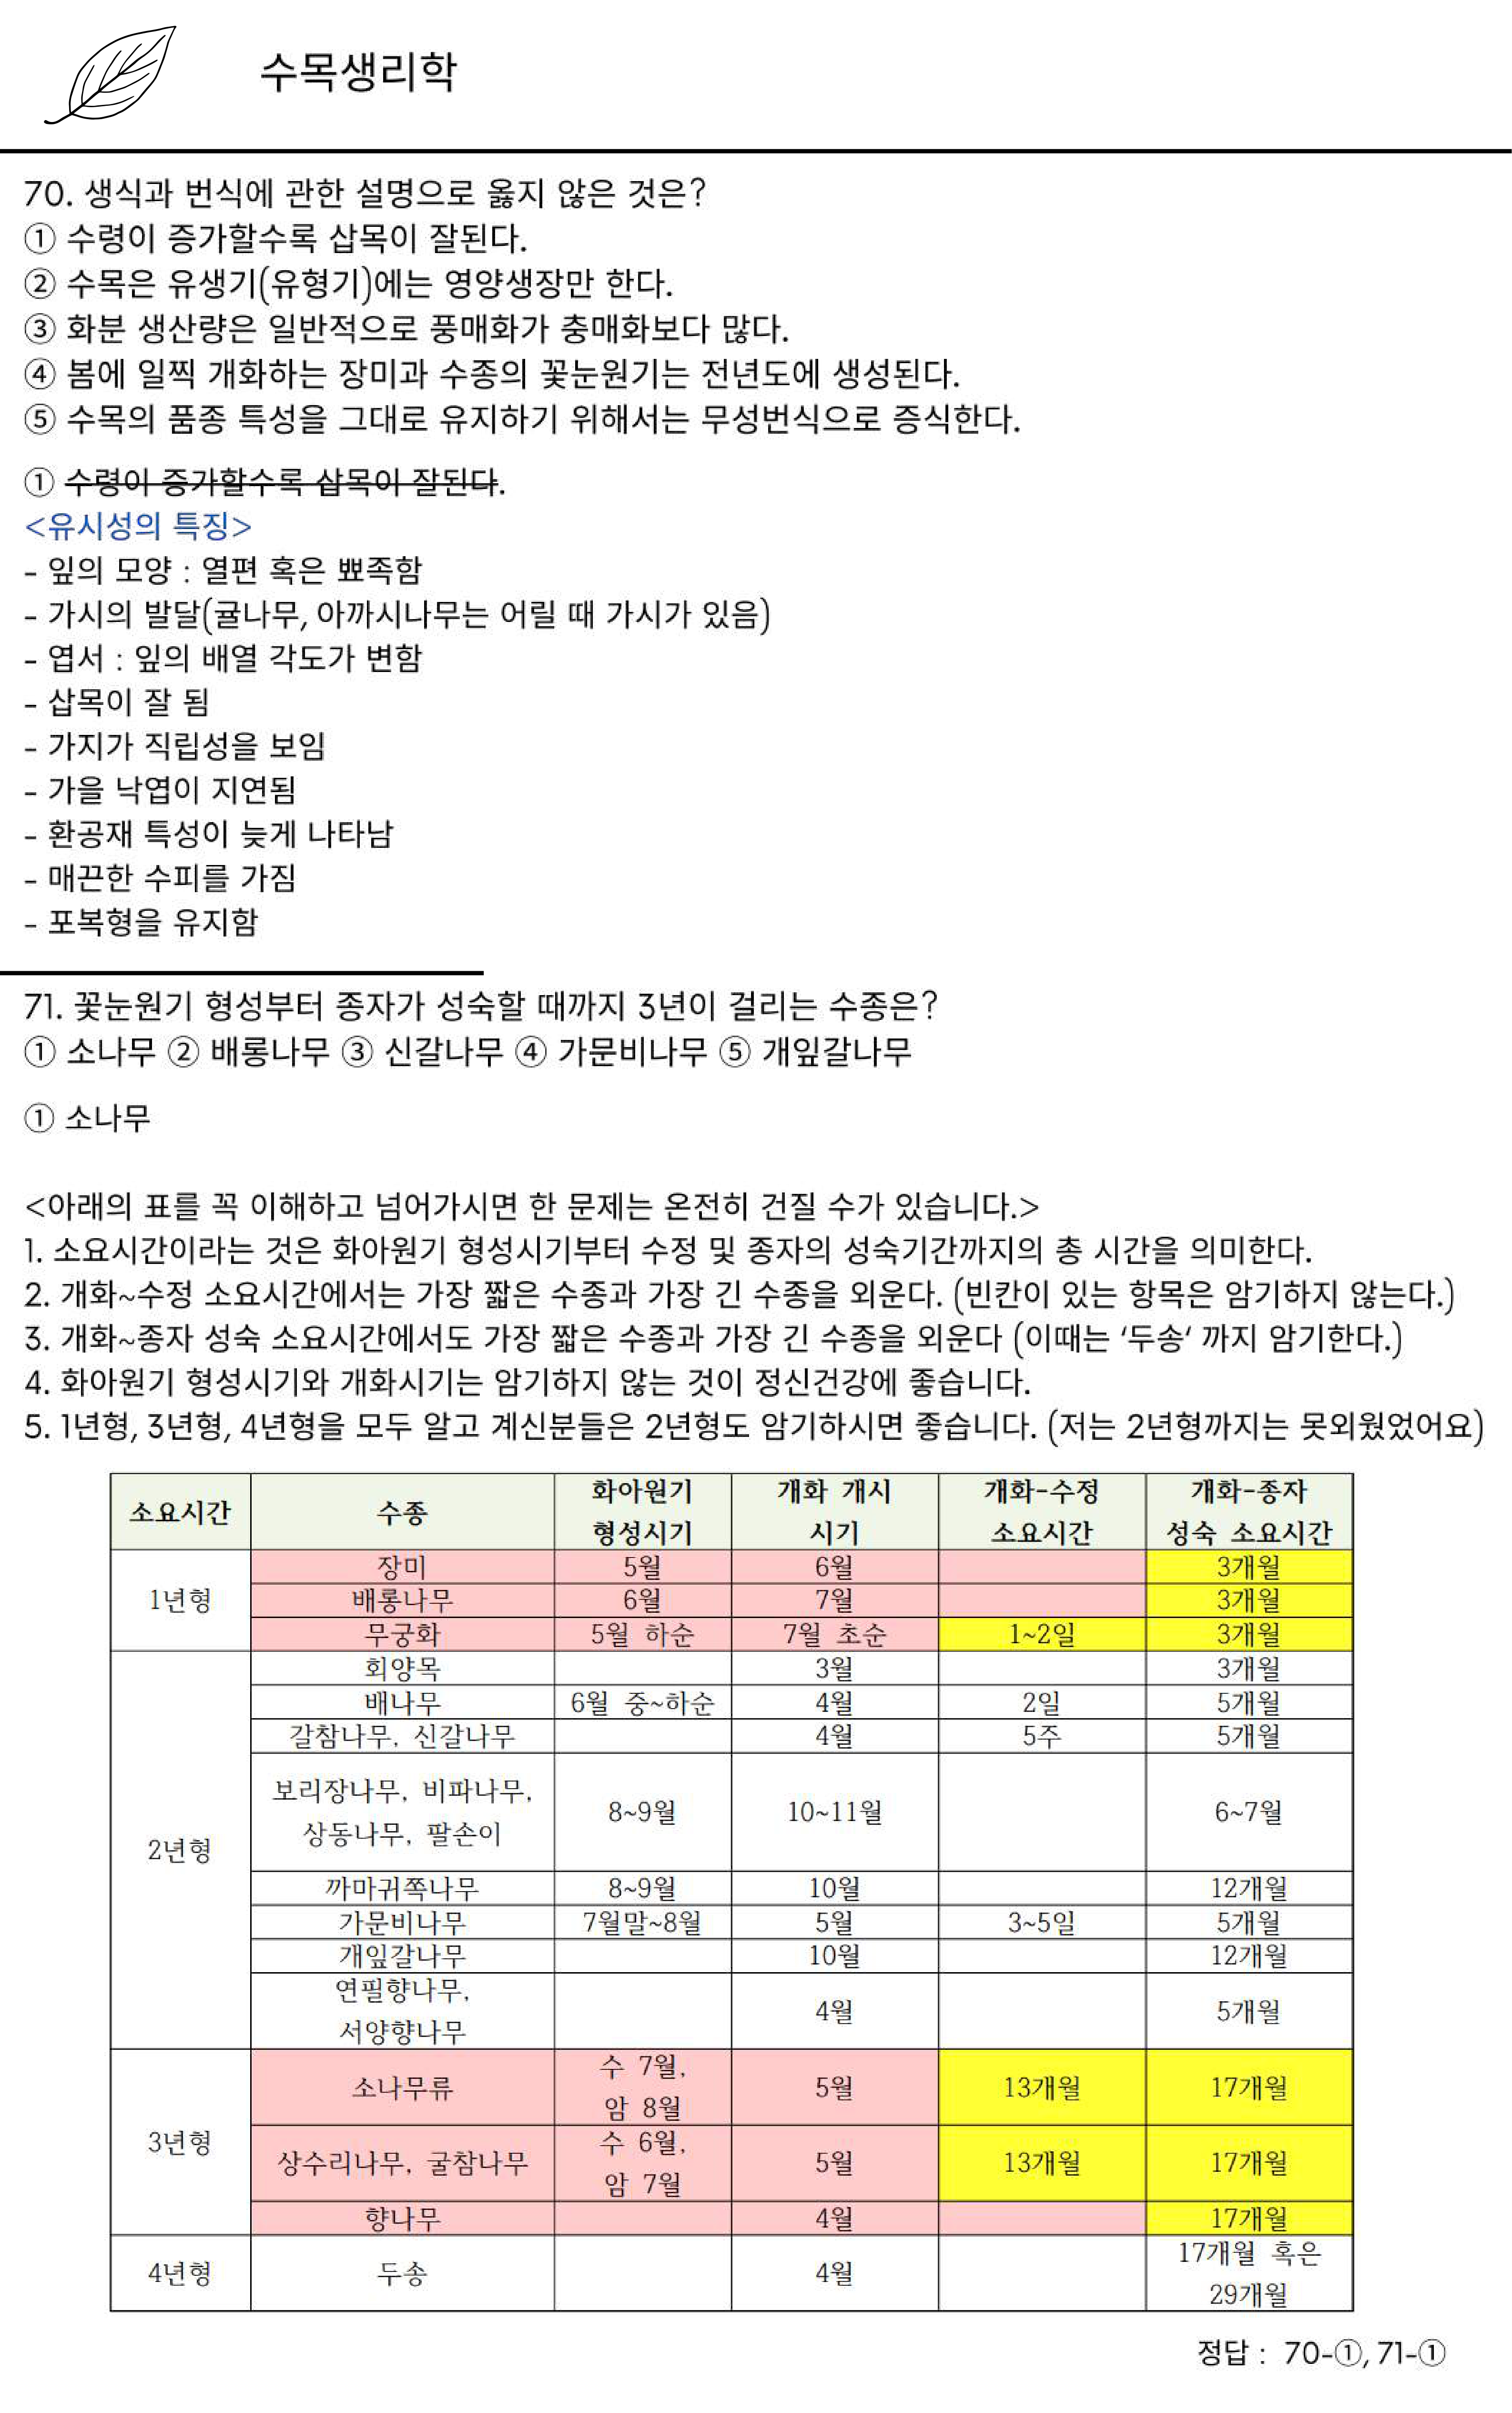 수목생리학
70. 생식과 번식에 관한 설명으로 옳지 않은 것은?
① 수령이 증가할수록 삽목이 잘된다.
② 수목은 유생기(유형기)에는 영양생장만 한다.
③ 화분 생산량은 일반적으로 풍매화가 충매화보다 많다.
④ 봄에 일찍 개화하는 장미과 수종의 꽃눈원기는 전년도에 생성된다.
⑤ 수목의 품종 특성을 그대로 유지하기 위해서는 무성번식으로 증식한다.
① 수령이 증가할수록 삽목이 잘된다.
<유시성의 특징>
- 잎의 모양 : 열편 혹은 뾰족함
- 가시의 발달(귤나무, 아까시나무는 어릴 때 가시가 있음)
- 엽서 : 잎의 배열 각도가 변함
- 삽목이 잘 됨
- 가지가 직립성을 보임
- 가을 낙엽이 지연됨
- 환공재 특성이 늦게 나타남
- 매끈한 수피를 가짐
- 포복형을 유지함
71. 꽃눈원기 형성부터 종자가 성숙할 때까지 3년이 걸리는 수종은?
① 소나무 ② 배롱나무 ③ 신갈나무 ④ 가문비나무 ⑤ 개잎갈나무
① 소나무
<아래의 표를 꼭 이해하고 넘어가시면 한 문제는 온전히 건질 수가 있습니다.>
1. 소요시간이라는 것은 화아원기 형성시기부터 수정 및 종자의 성숙기간까지의 총 시간을 의미한다.
2. 개화~수정 소요시간에서는 가장 짧은 수종과 가장 긴 수종을 외운다. (빈칸이 있는 항목은 암기하지 않는다.)
3. 개화~종자 성숙 소요시간에서도 가장 짧은 수종과 가장 긴 수종을 외운다 (이때는 ‘두송‘ 까지 암기한다.)
4. 화아원기 형성시기와 개화시기는 암기하지 않는 것이 정신건강에 좋습니다.
5. 1년형, 3년형, 4년형을 모두 알고 계신분들은 2년형도 암기하시면 좋습니다. (저는 2년형까지는 못외웠었어요)
소요시간 수종 화아원기 형성시기 개화 개시 시기 개화-수정 소요시간 개화-종자 성숙 소요시간
1년형 장미 5월 6월 3개월
배롱나무 6월 7월 3개월
무궁화 5월 하순 7월 초순 1~2일 3개월
2년형 회양목 3월 3개월
배나무 6월 중~하순 4월 2일 5개월
갈참나무, 신갈나무 4월 5주 5개월
보리장나무, 비파나무, 상동나무, 팔손이 8~9월 10~11월 6~7월
까마귀쪽나무 8~9월 10월 12개월
가문비나무 7월말~8월 5월 3~5일 5개월
개잎갈나무 10월 12개월
연필향나무, 서양향나무 4월 5개월
3년형 소나무류 수 7월, 암 8월 5월 13개월 17개월
상수리나무, 굴참나무 수 6월, 암 7월 5월 13개월 17개월
향나무 4월 17개월
4년형 두송 4월 17개월 혹은 29개월
정답 : 70-①, 71-①